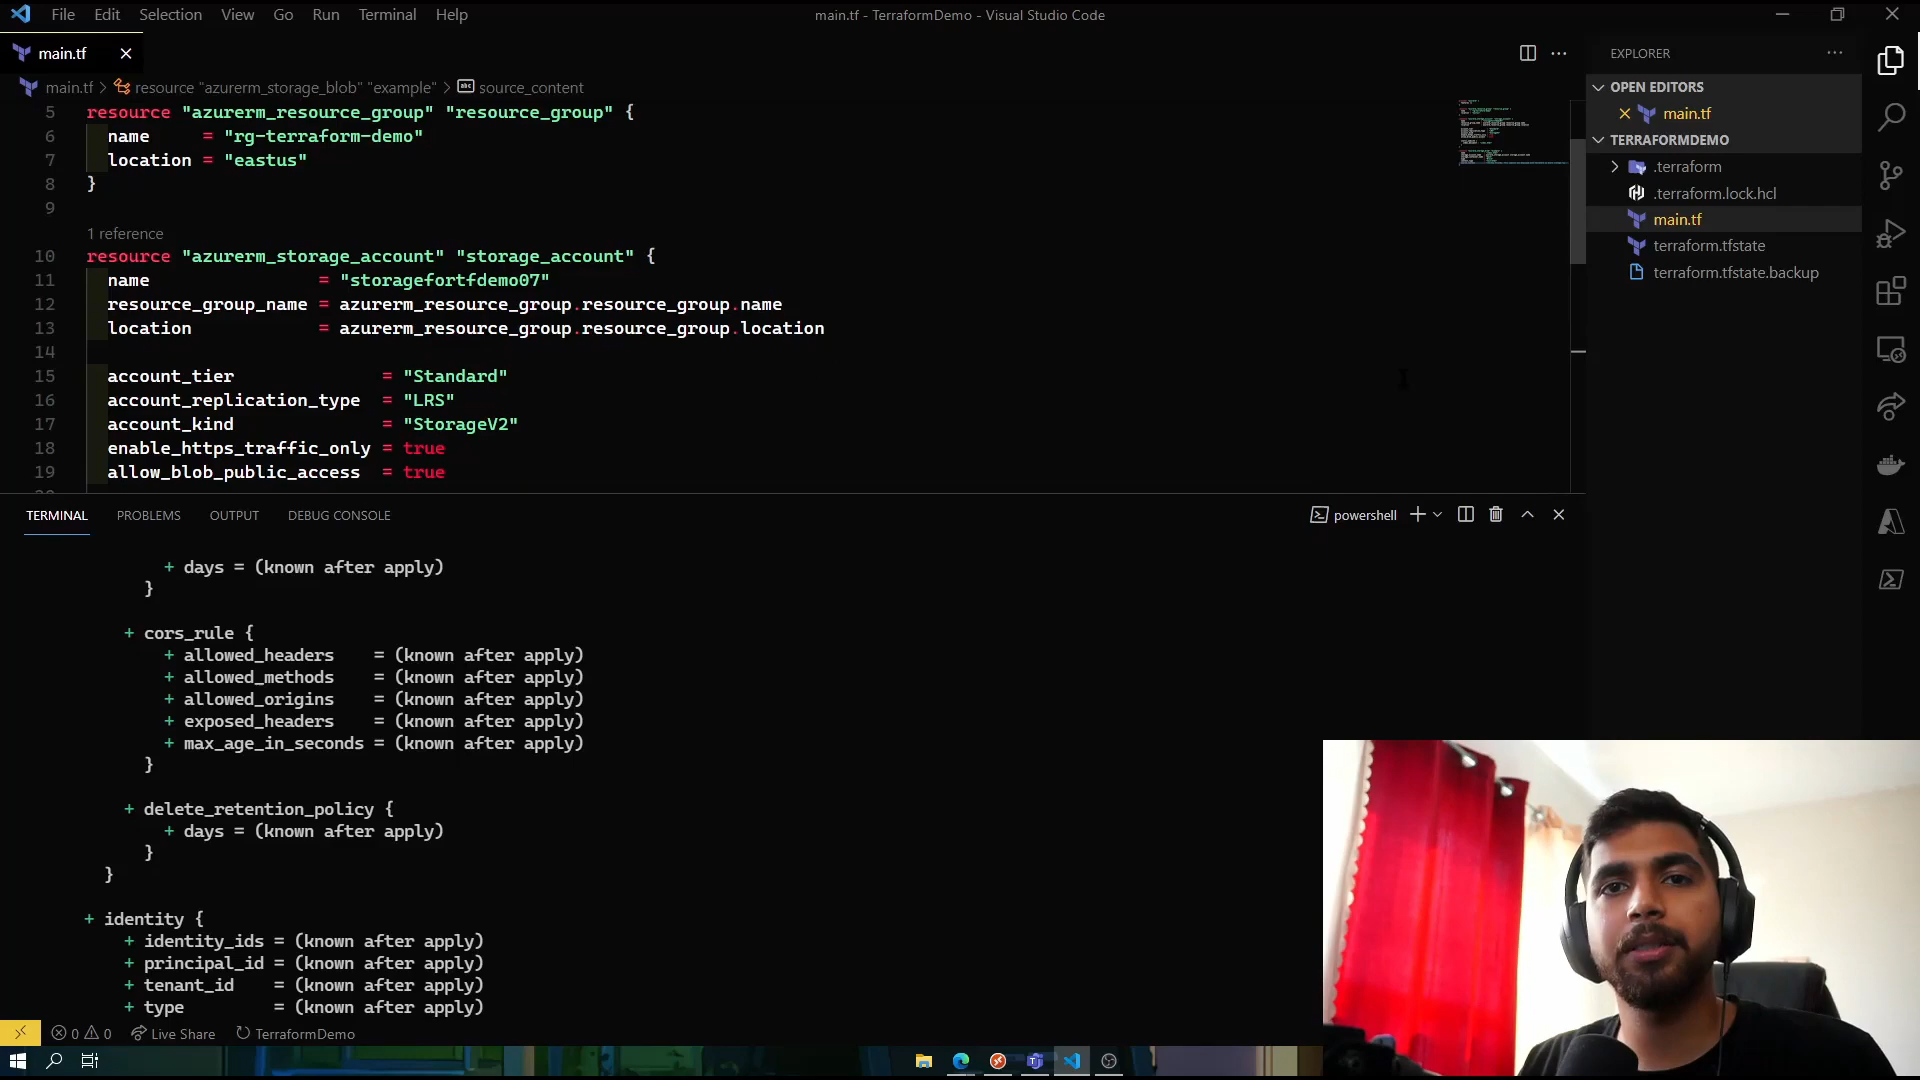 File Edit Selection View Go Run Terminal Help
main.tf - TerraformDemo - Visual Studio Code
main.tf
main.tf > resource "azurerm_storage_blob" "example" > source_content
5 resource "azurerm_resource_group" "resource_group" {
6 name = "rg-terraform-demo"
7 location = "eastus"
8 }
9
1 reference
10 resource "azurerm_storage_account" "storage_account" {
11 name = "storagefortfdemo07"
12 resource_group_name = azurerm_resource_group.resource_group.name
13 location = azurerm_resource_group.resource_group.location
14
15 account_tier = "Standard"
16 account_replication_type = "LRS"
17 account_kind = "StorageV2"
18 enable_https_traffic_only = true
19 allow_blob_public_access = true
EXPLORER
OPEN EDITORS
main.tf
TERRAFORMDEMO
.terraform
.terraform.lock.hcl
main.tf
terraform.tfstate
terraform.tfstate.backup
TERMINAL PROBLEMS OUTPUT DEBUG CONSOLE
powershell
+ days = (known after apply)
}
+ cors_rule {
+ allowed_headers = (known after apply)
+ allowed_methods = (known after apply)
+ allowed_origins = (known after apply)
+ exposed_headers = (known after apply)
+ max_age_in_seconds = (known after apply)
}
+ delete_retention_policy {
+ days = (known after apply)
}
}
+ identity {
+ identity_ids = (known after apply)
+ principal_id = (known after apply)
+ tenant_id = (known after apply)
+ type = (known after apply)
0 0 Live Share TerraformDemo